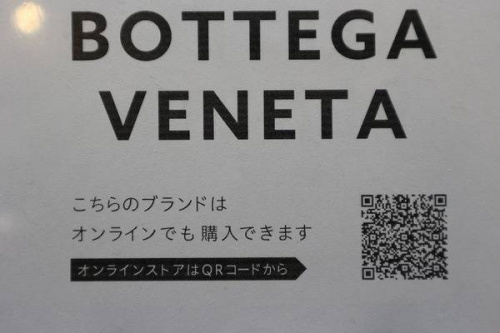 BOTTEGA
VENETA
こちらのブランドは
オンラインでも購入できます
オンラインストアはQRコードから